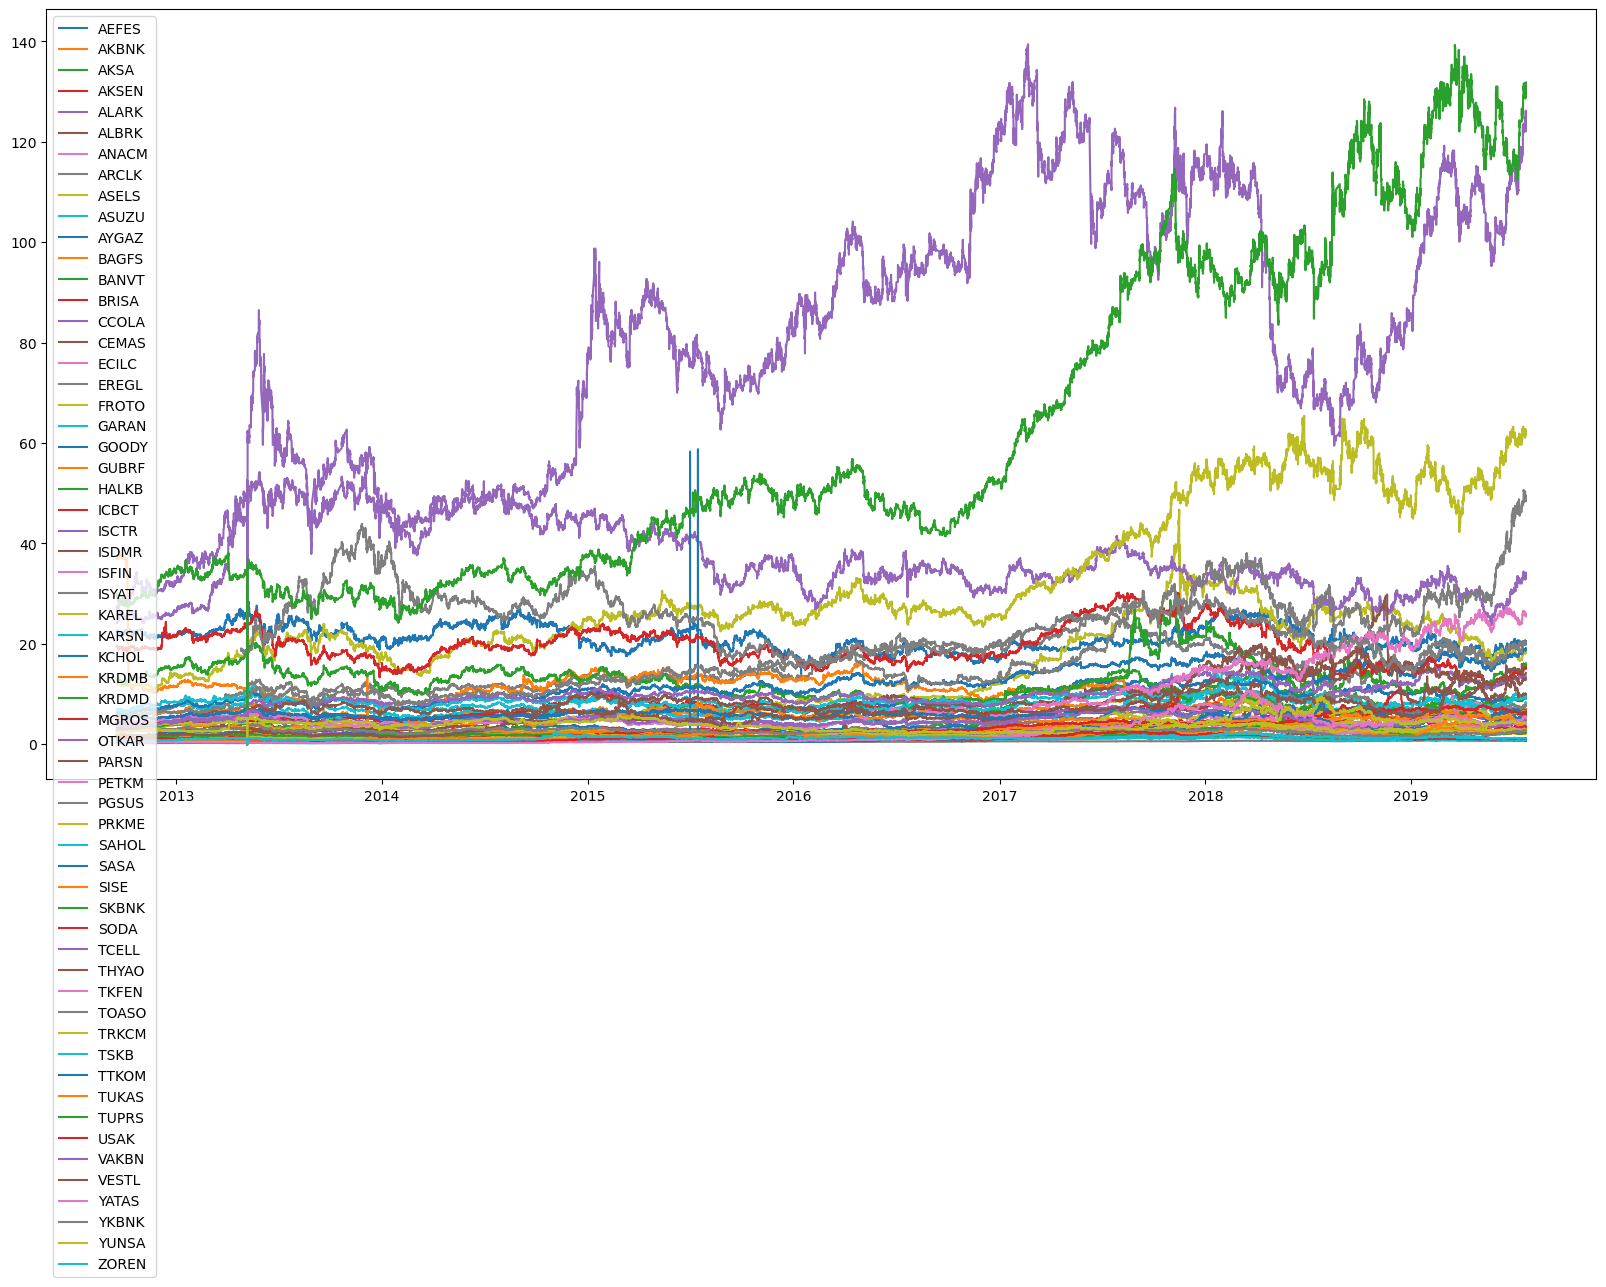 140
120
100
80
60
40
20
0
2013 2014 2015 2016 2017 2018 2019
AEFES
AKBNK
AKSA
AKSEN
ALARK
ALBRK
ANACM
ARCLK
ASELS
ASUZU
AYGAZ
BAGFS
BANVT
BRISA
CCOLA
CEMAS
ECILC
EREGL
FROTO
GARAN
GOODY
GUBRF
HALKB
ICBCT
ISCTR
ISDMR
ISFIN
ISYAT
KAREL
KARSN
KCHOL
KRDMB
KRDMD
MGROS
OTKAR
PARSN
PETKM
PGSUS
PRKME
SAHOL
SASA
SISE
SKBNK
SODA
TCELL
THYAO
TKFEN
TOASO
TRKCM
TSKB
TTKOM
TUKAS
TUPRS
USAK
VAKBN
VESTL
YATAS
YKBNK
YUNSA
ZOREN